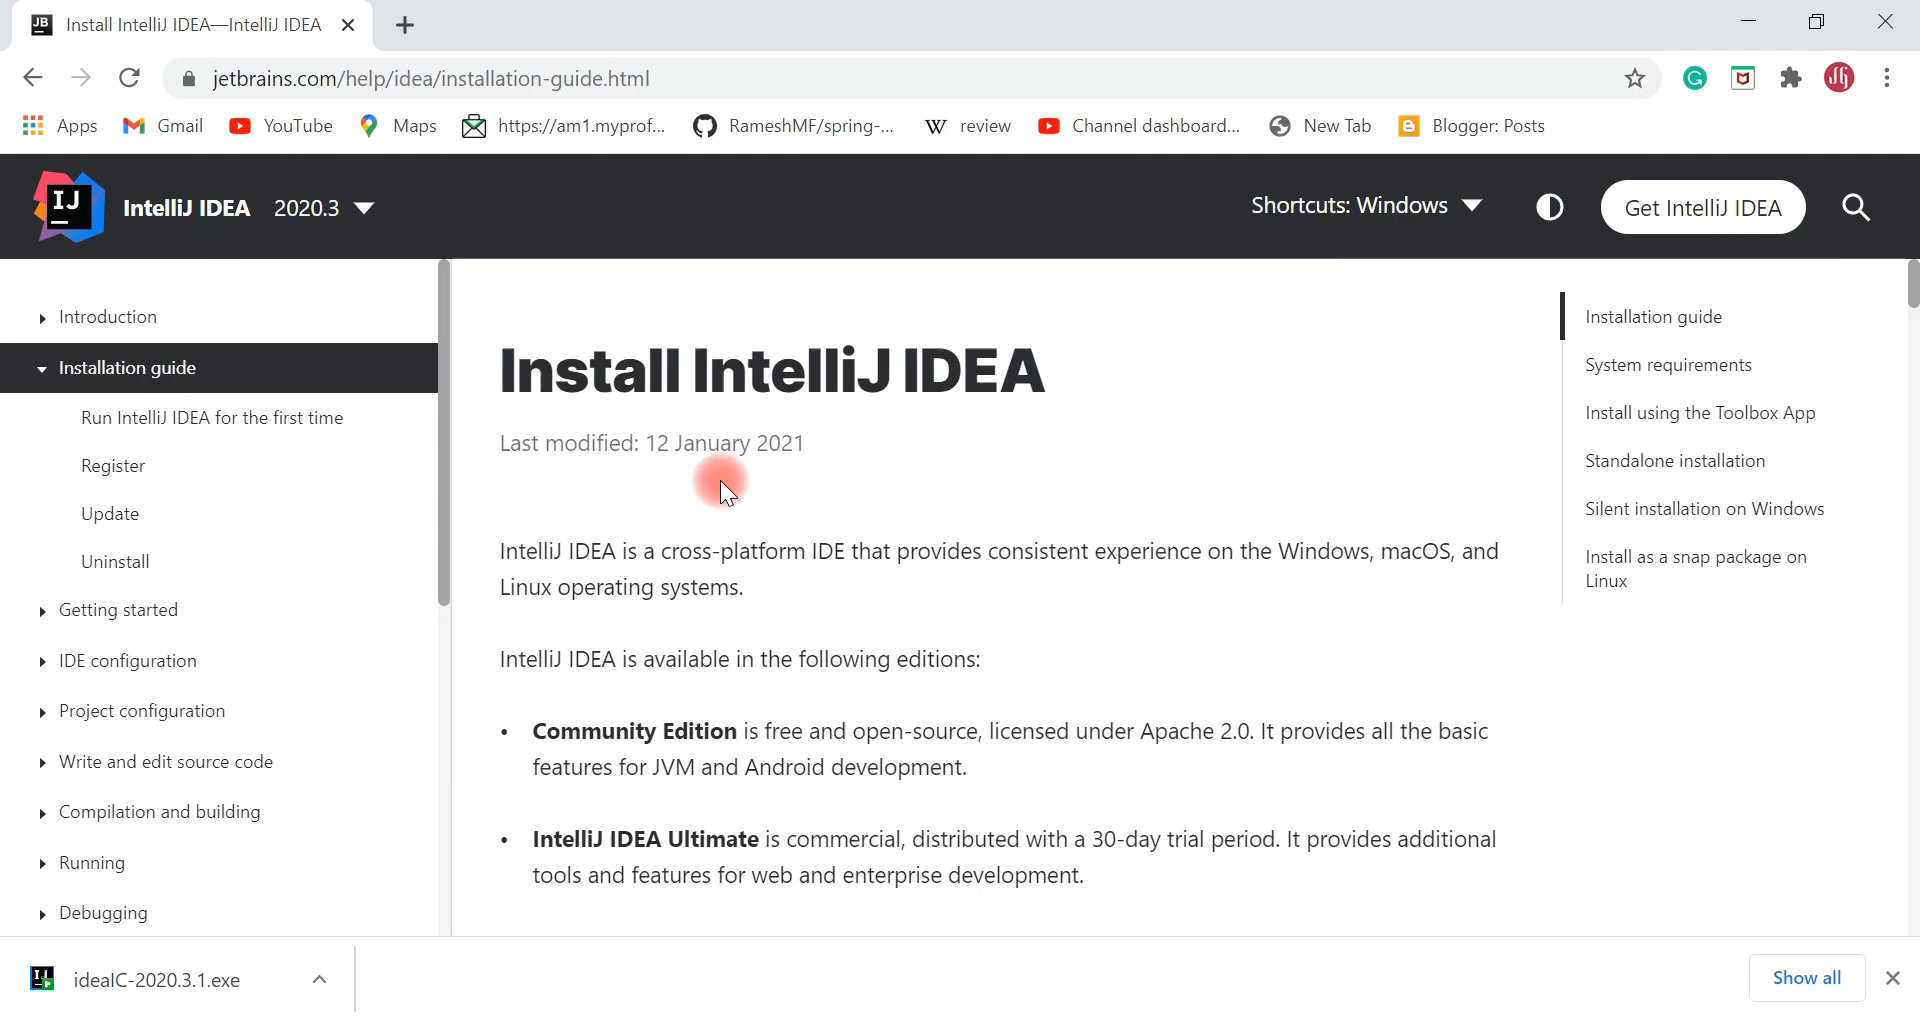 JB Install IntelliJ IDEA—IntelliJ IDEA
jetbrains.com/help/idea/installation-guide.html
Apps Gmail YouTube Maps https://am1.myprof... RameshMF/spring-... W review Channel dashboard... New Tab Blogger: Posts
IJ IntelliJ IDEA 2020.3 Shortcuts: Windows Get IntelliJ IDEA
Introduction
Installation guide
Run IntelliJ IDEA for the first time
Register
Update
Uninstall
Getting started
IDE configuration
Project configuration
Write and edit source code
Compilation and building
Running
Debugging
Install IntelliJ IDEA
Last modified: 12 January 2021
IntelliJ IDEA is a cross-platform IDE that provides consistent experience on the Windows, macOS, and
Linux operating systems.
IntelliJ IDEA is available in the following editions:
• Community Edition is free and open-source, licensed under Apache 2.0. It provides all the basic
features for JVM and Android development.
• IntelliJ IDEA Ultimate is commercial, distributed with a 30-day trial period. It provides additional
tools and features for web and enterprise development.
Installation guide
System requirements
Install using the Toolbox App
Standalone installation
Silent installation on Windows
Install as a snap package on
Linux
ideaIC-2020.3.1.exe
Show all